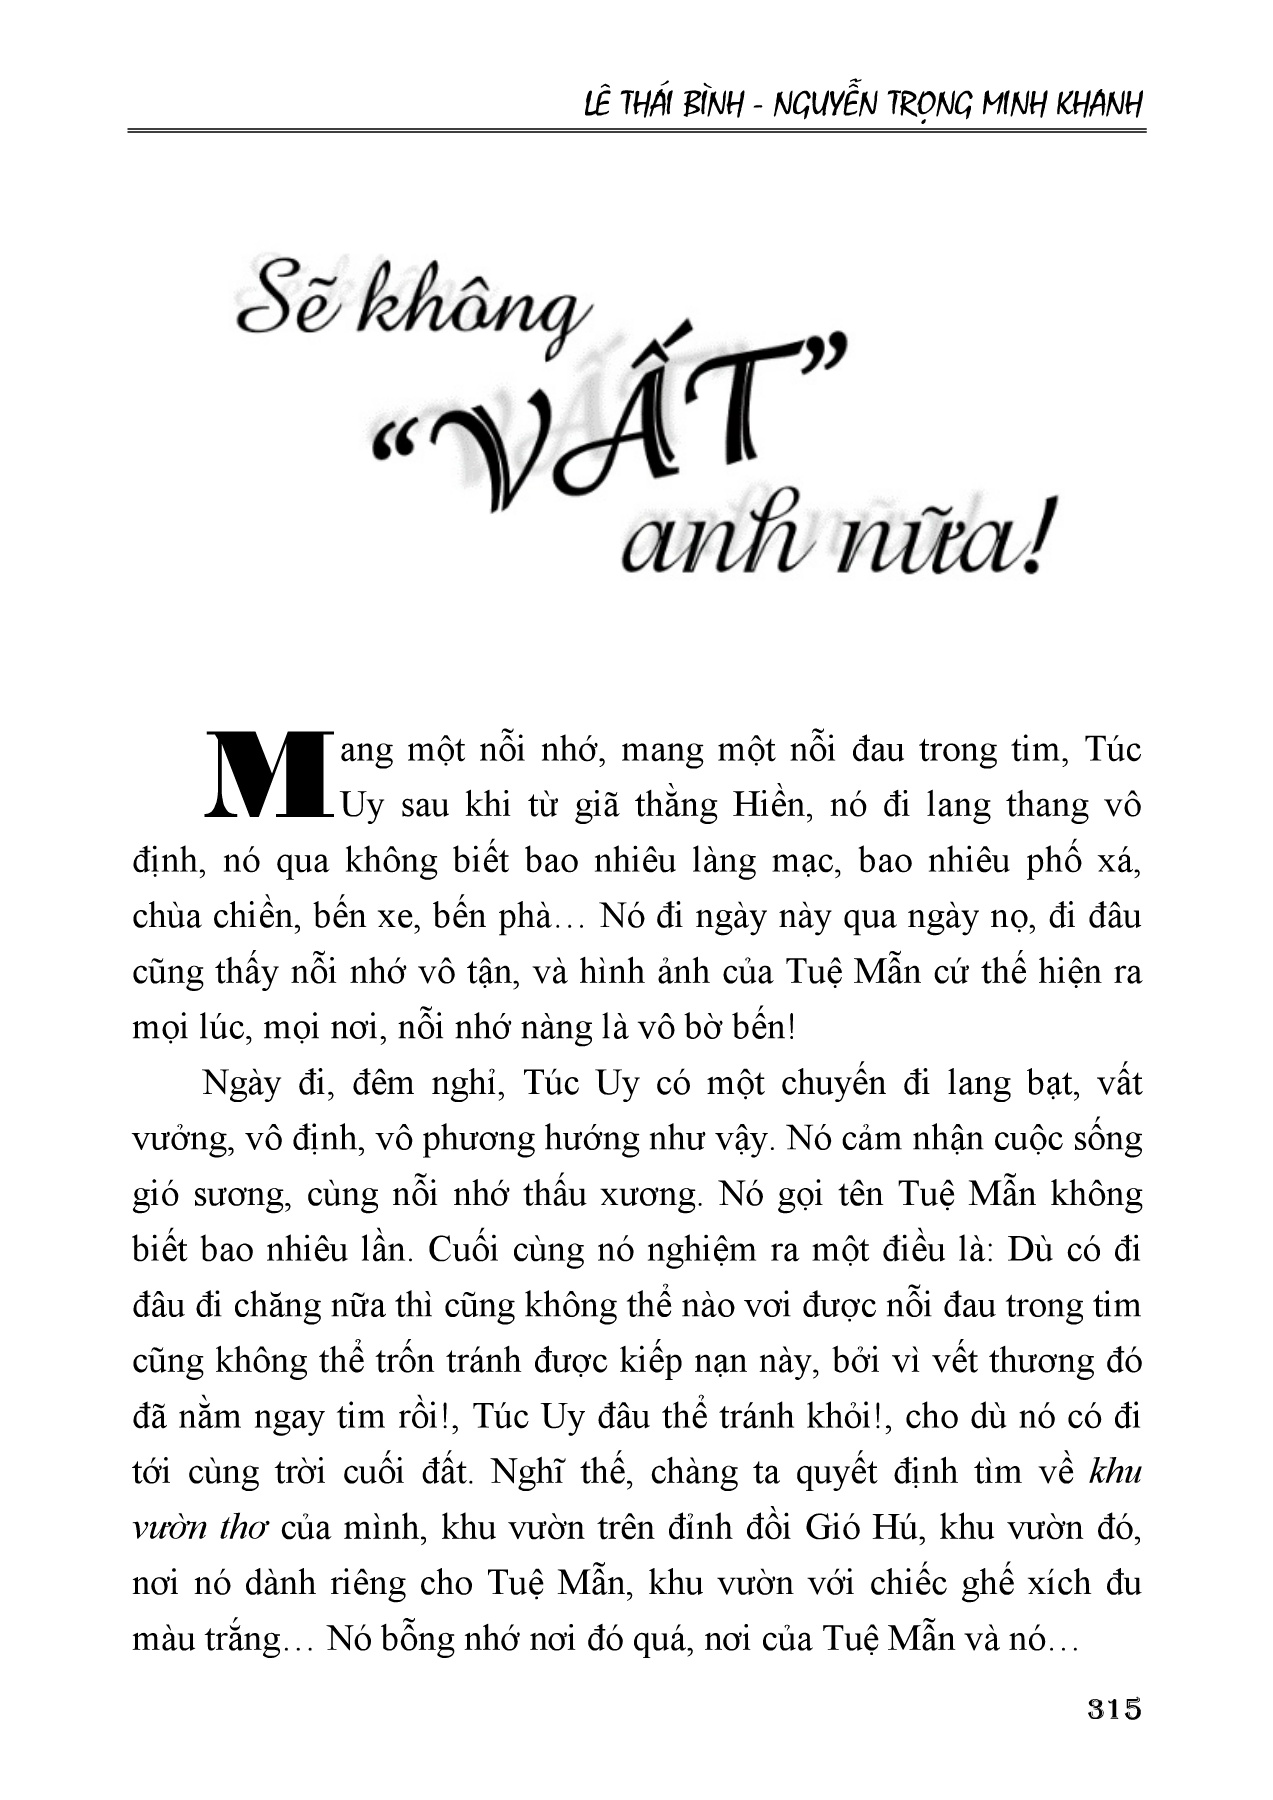 LÊ THÁI BÌNH - NGUYỄN TRỌNG MINH KHANH
Sẽ không
“VẤT”
anh nữa!
Mang một nỗi nhớ, mang một nỗi đau trong tim, Túc
Uy sau khi từ giã thằng Hiền, nó đi lang thang vô
định, nó qua không biết bao nhiêu làng mạc, bao nhiêu phố xá,
chùa chiền, bến xe, bến phà… Nó đi ngày này qua ngày nọ, đi đâu
cũng thấy nỗi nhớ vô tận, và hình ảnh của Tuệ Mẫn cứ thế hiện ra
mọi lúc, mọi nơi, nỗi nhớ nàng là vô bờ bến!
Ngày đi, đêm nghỉ, Túc Uy có một chuyến đi lang bạt, vất
vưởng, vô định, vô phương hướng như vậy. Nó cảm nhận cuộc sống
gió sương, cùng nỗi nhớ thấu xương. Nó gọi tên Tuệ Mẫn không
biết bao nhiêu lần. Cuối cùng nó nghiệm ra một điều là: Dù có đi
đâu đi chăng nữa thì cũng không thể nào vơi được nỗi đau trong tim
cũng không thể trốn tránh được kiếp nạn này, bởi vì vết thương đó
đã nằm ngay tim rồi!, Túc Uy đâu thể tránh khỏi!, cho dù nó có đi
tới cùng trời cuối đất. Nghĩ thế, chàng ta quyết định tìm về khu
vườn thơ của mình, khu vườn trên đỉnh đồi Gió Hú, khu vườn đó,
nơi nó dành riêng cho Tuệ Mẫn, khu vườn với chiếc ghế xích đu
màu trắng… Nó bỗng nhớ nơi đó quá, nơi của Tuệ Mẫn và nó…
315